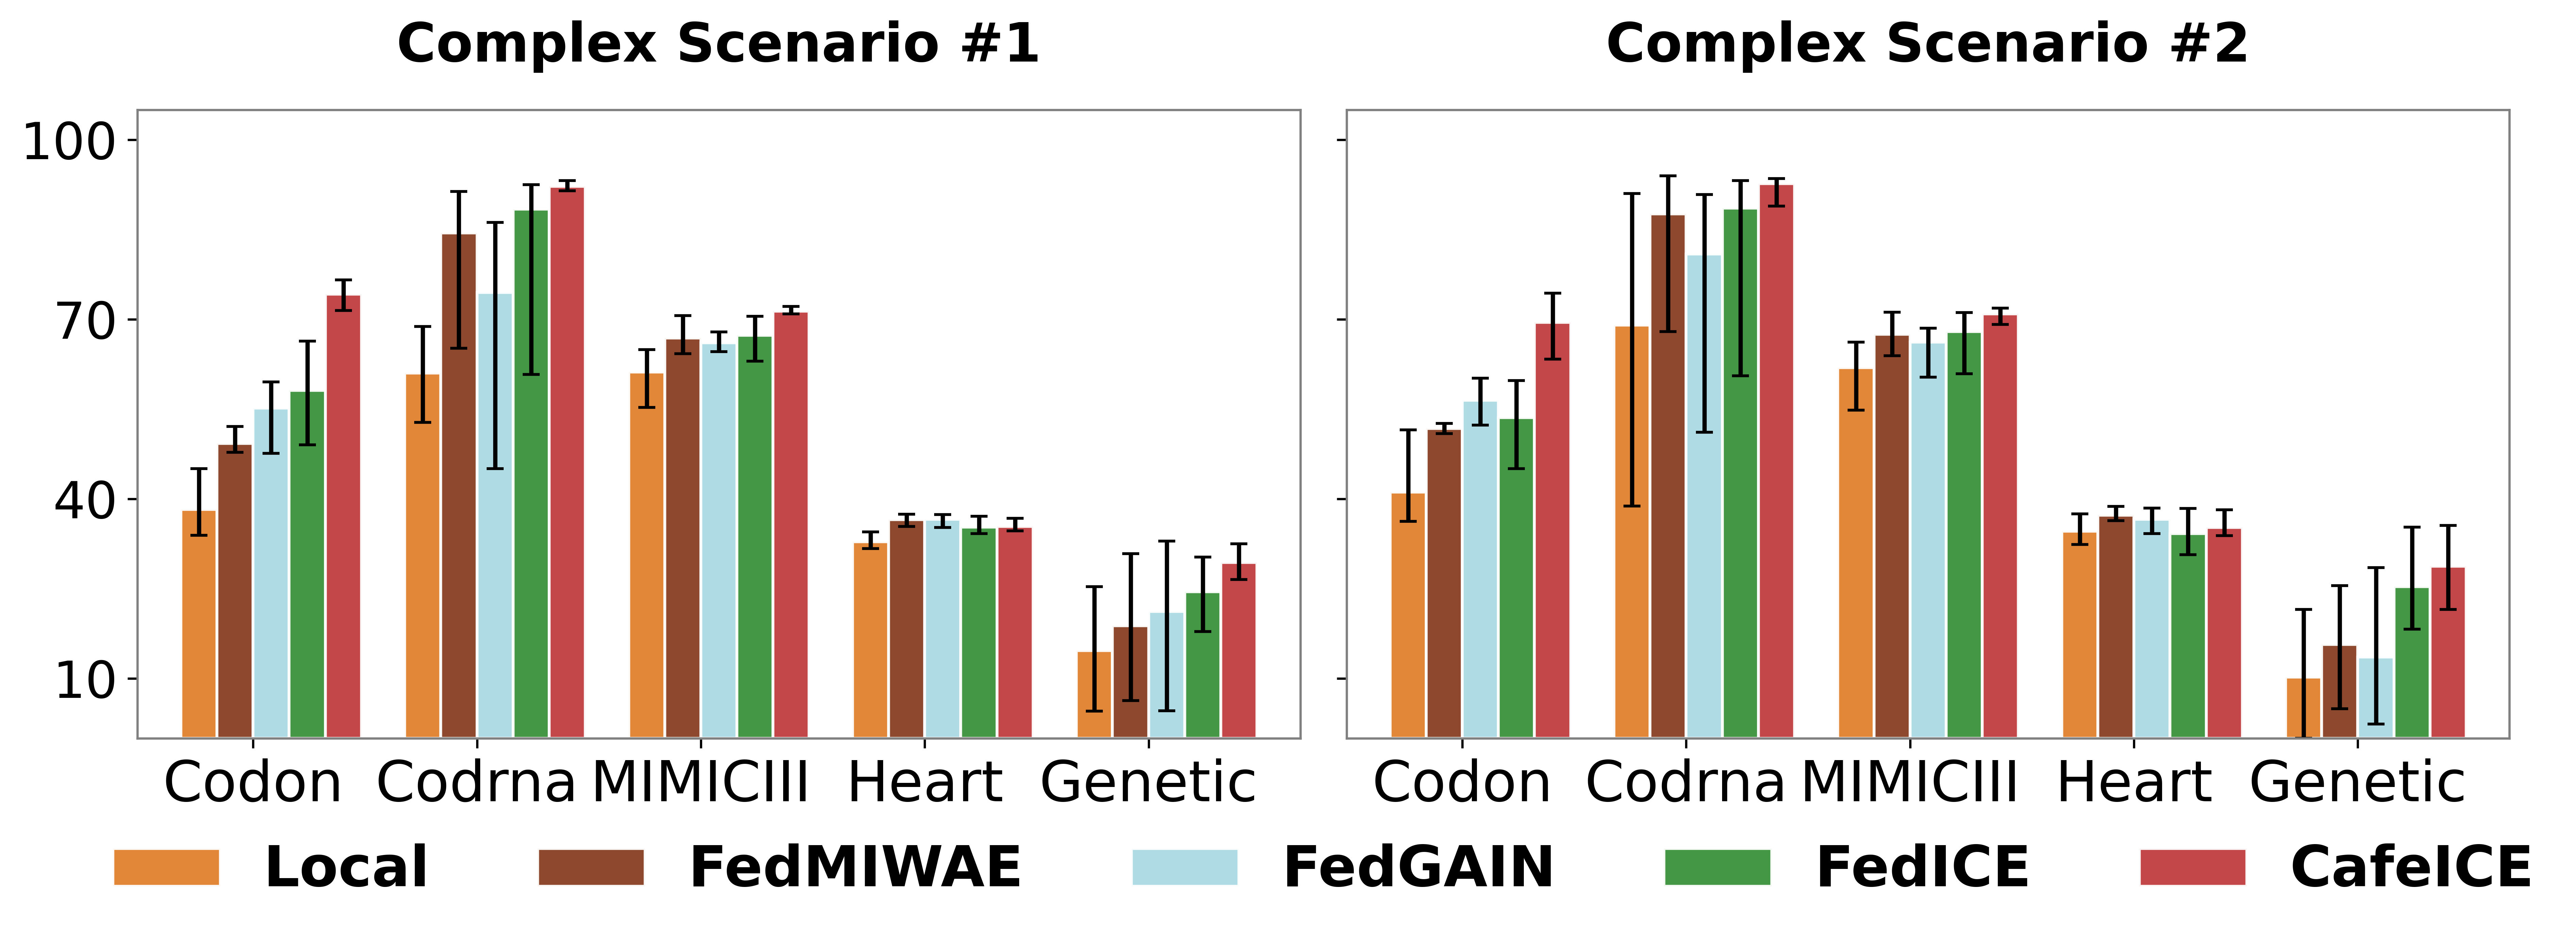 Complex Scenario #1
Complex Scenario #2
100
70
40
10
Codon Codrna MIMICIII Heart Genetic
Codon Codrna MIMICIII Heart Genetic
Local FedMIWAE FedGAIN FedICE CafeICE